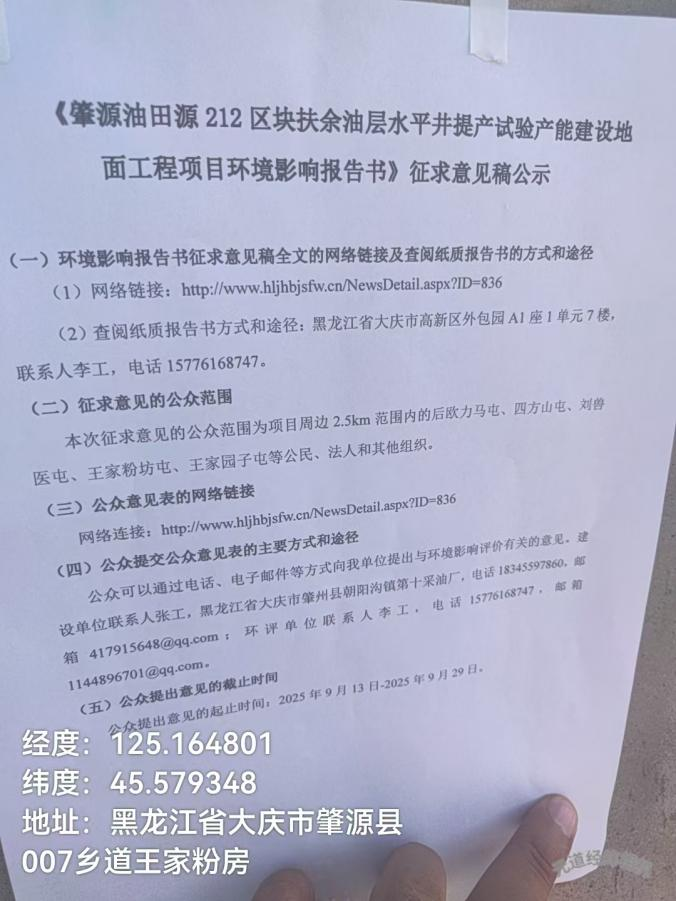 《肇源油田源 212 区块扶余油层水平井提产试验产能建设地
面工程项目环境影响报告书》征求意见稿公示
（一）环境影响报告书征求意见稿全文的网络链接及查阅纸质报告书的方式和途径
（1）网络链接：http://www.hljhbjsfw.cn/NewsDetail.aspx?ID=836
（2）查阅纸质报告书方式和途径：黑龙江省大庆市高新区外包园 A1 座 1 单元 7 楼，
联系人李工，电话 15776168747。
（二）征求意见的公众范围
本次征求意见的公众范围为项目周边 2.5km 范围内的后欧力马屯、四方山屯、刘兽
医屯、王家粉坊屯、王家园子屯等公民、法人和其他组织。
（三）公众意见表的网络链接
网络连接：http://www.hljhbjsfw.cn/NewsDetail.aspx?ID=836
（四）公众提交公众意见表的主要方式和途径
公众可以通过电话、电子邮件等方式向我单位提出与环境影响评价有关的意见。建
设单位联系人张工，黑龙江省大庆市肇州县朝阳沟镇第十采油厂，电话 18345597860，邮
箱 417915648@qq.com；环评单位联系人李工，电话 15776168747，邮箱
1144896701@qq.com。
（五）公众提出意见的截止时间
公众提出意见的起止时间：2025 年 9 月 13 日-2025 年 9 月 29 日。
经度：125.164801
纬度：45.579348
地址：黑龙江省大庆市肇源县
007乡道王家粉房